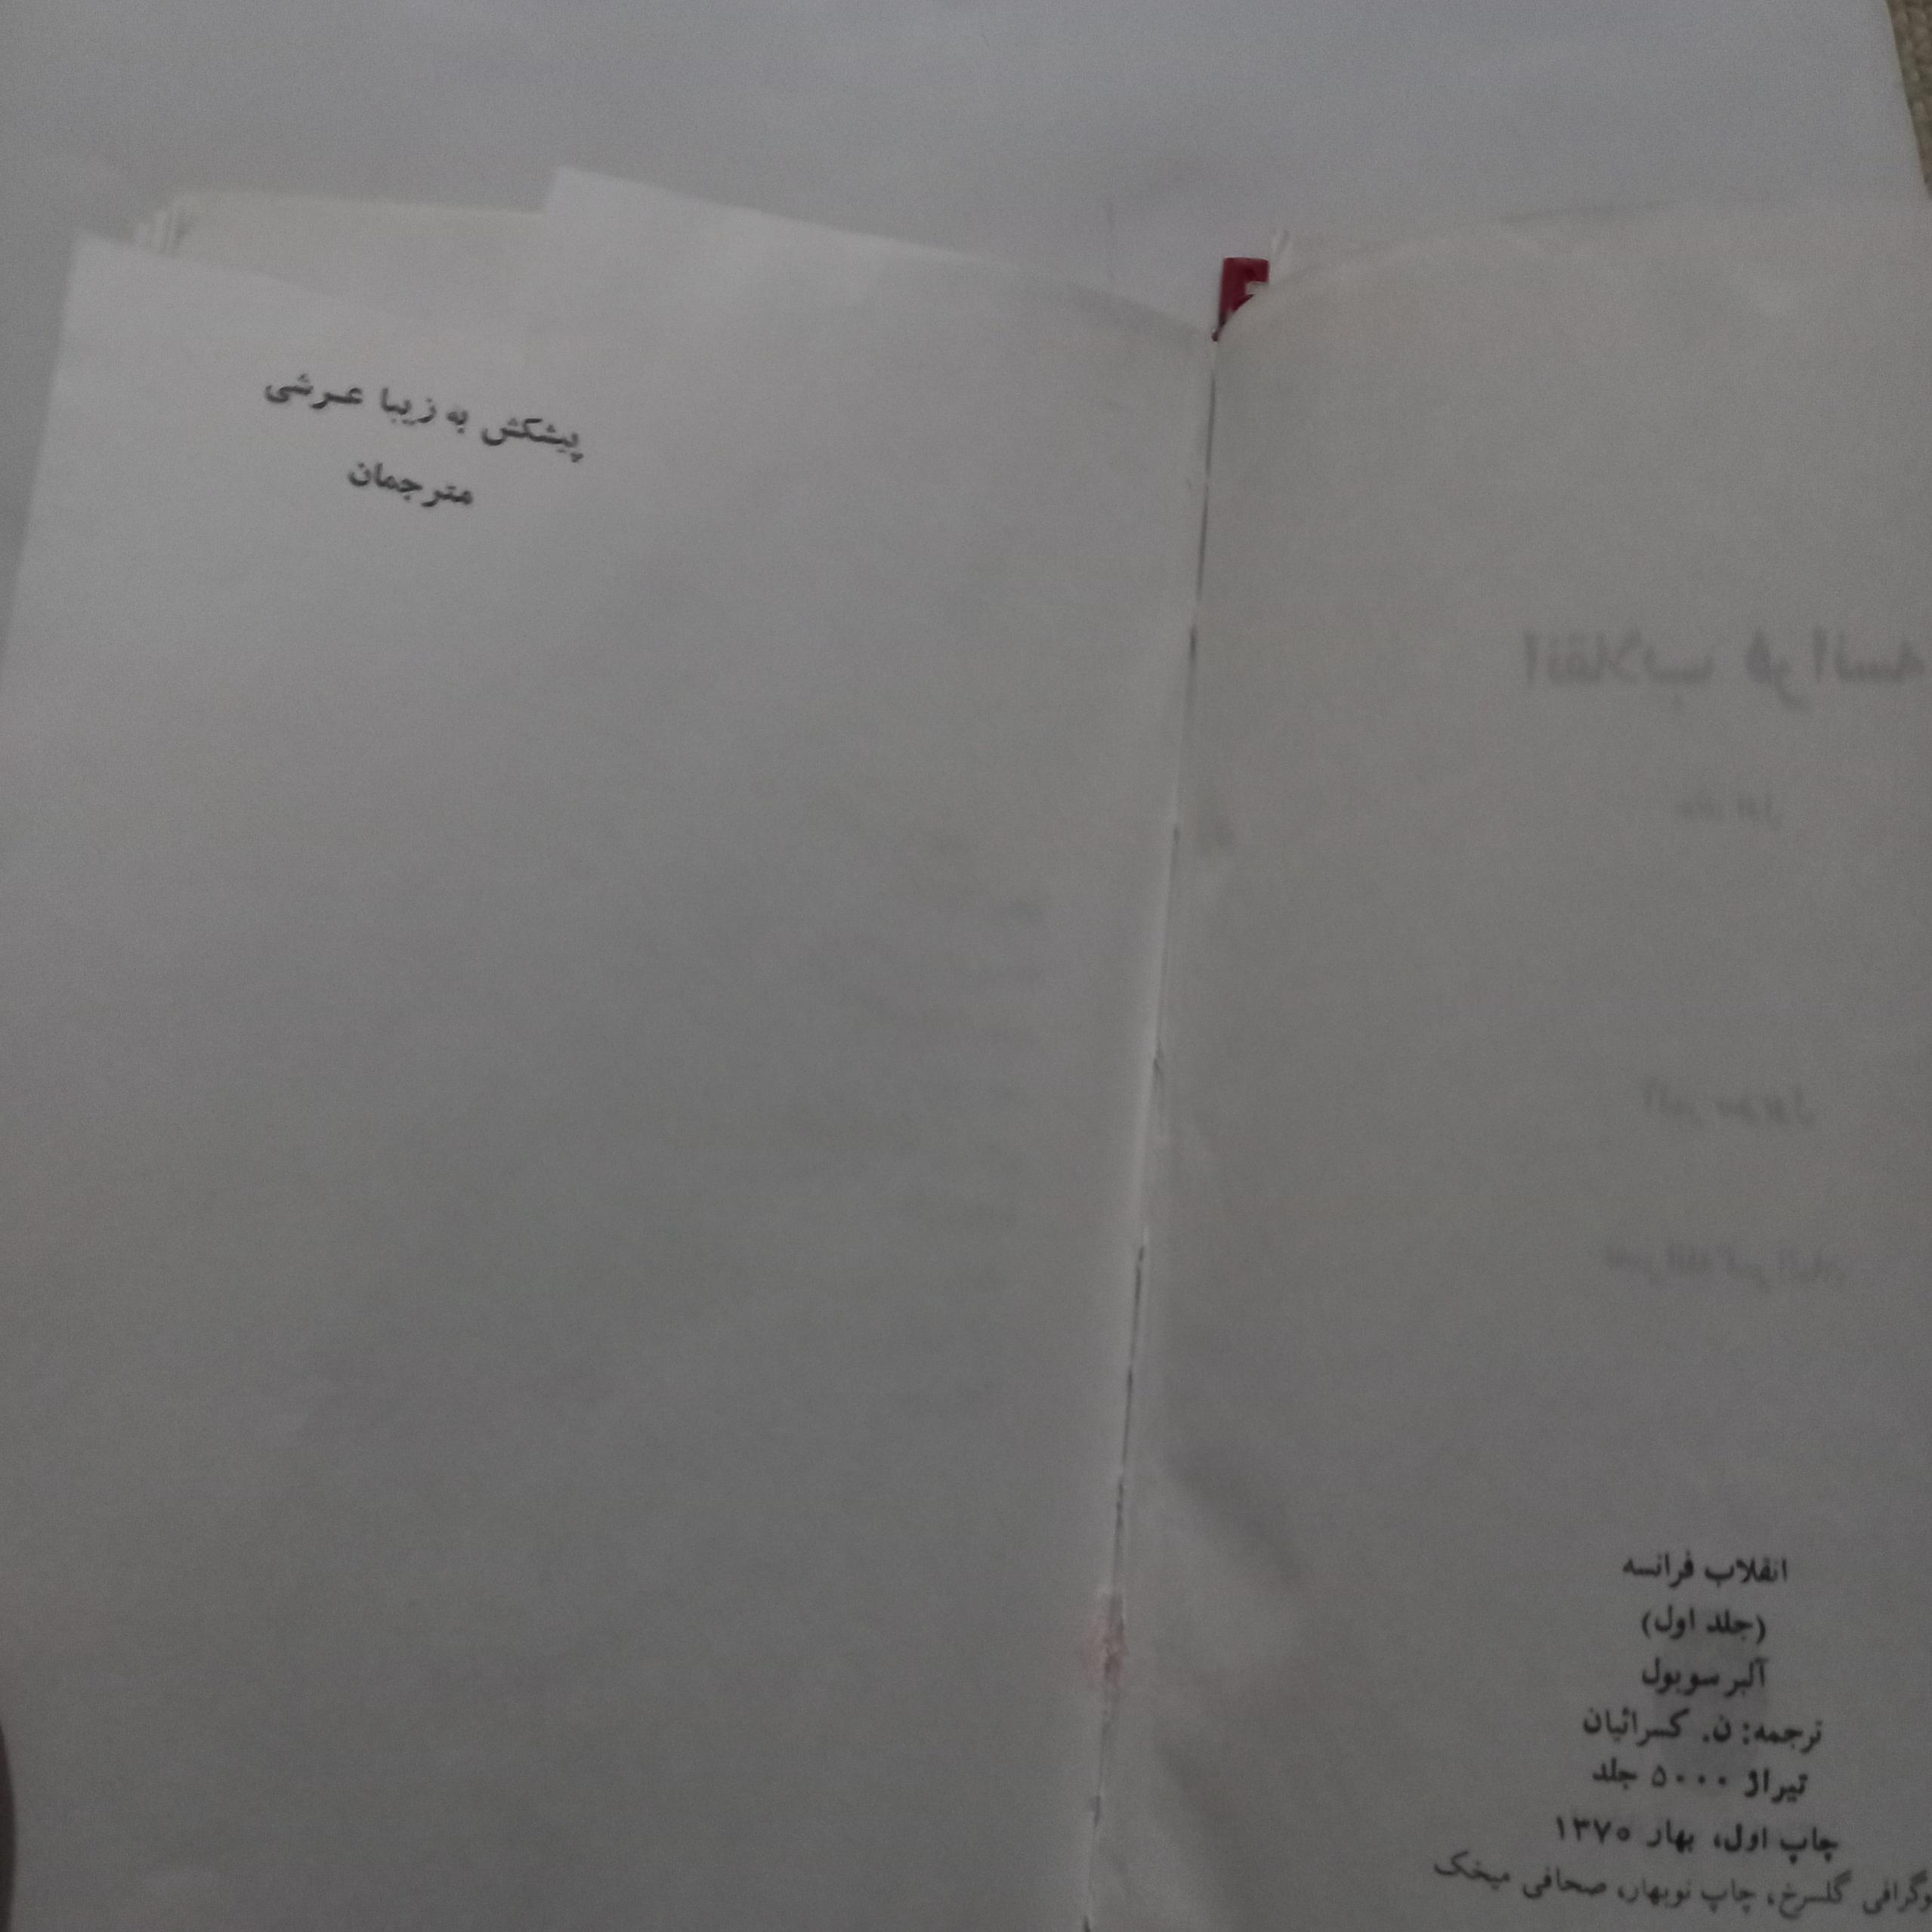 انقلاب فرانسه
(جلد اول)
آلبر سوبول
ترجمه: ن. کسرائیان
تیراژ ۵۰۰۰ جلد
چاپ اول، بهار ۱۳۷۰
گلسرخ، چاپ نوبهار، صحافی میخک
پیشکش به زیبا عـرشی
مترجمان